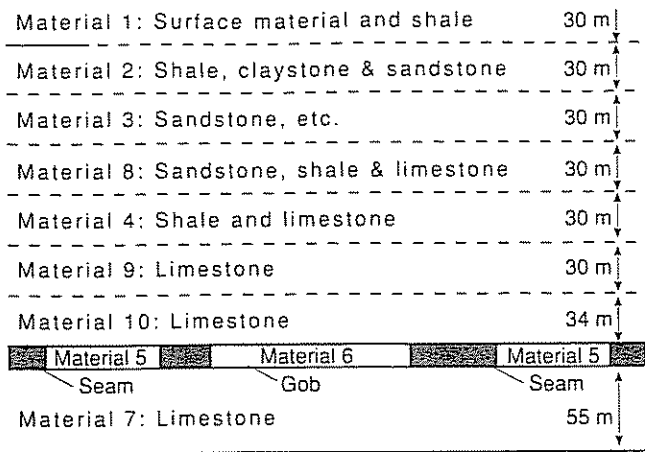 Material 1: Surface material and shale 30 m
Material 2: Shale, claystone & sandstone 30 m
Material 3: Sandstone, etc. 30 m
Material 8: Sandstone, shale & limestone 30 m
Material 4: Shale and limestone 30 m
Material 9: Limestone 30 m
Material 10: Limestone 34 m
Material 5 Material 6 Material 5
Seam Gob Seam
Material 7: Limestone 55 m